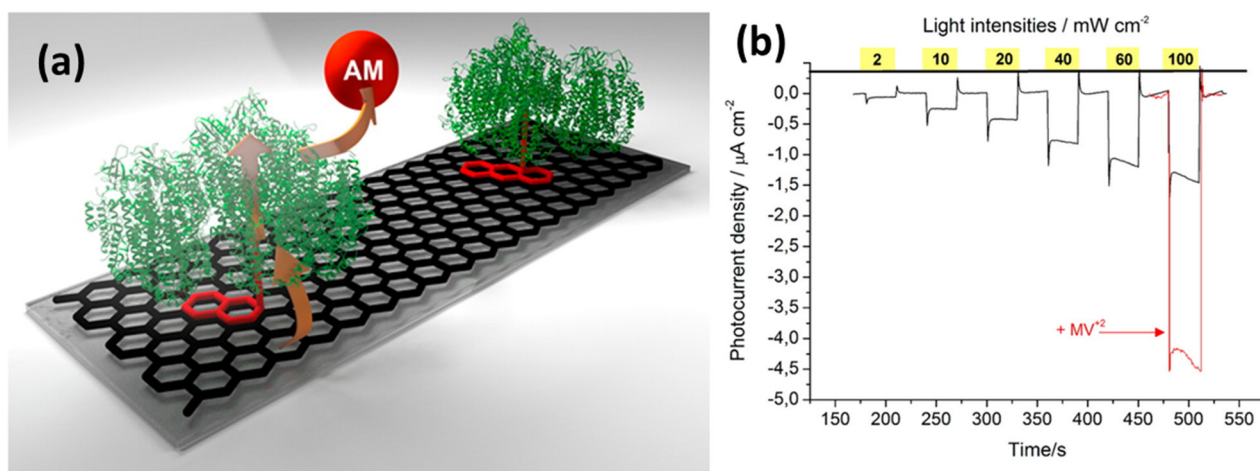 (a)
AM
(b)
Light intensities / mW cm-2
2 10 20 40 60 100
0,0
-0,5
-1,0
-1,5
-2,0
-2,5
-3,0
-3,5
-4,0
-4,5
-5,0
Photocurrent density / µA cm-2
+ MV+2
150 200 250 300 350 400 450 500 550
Time/s